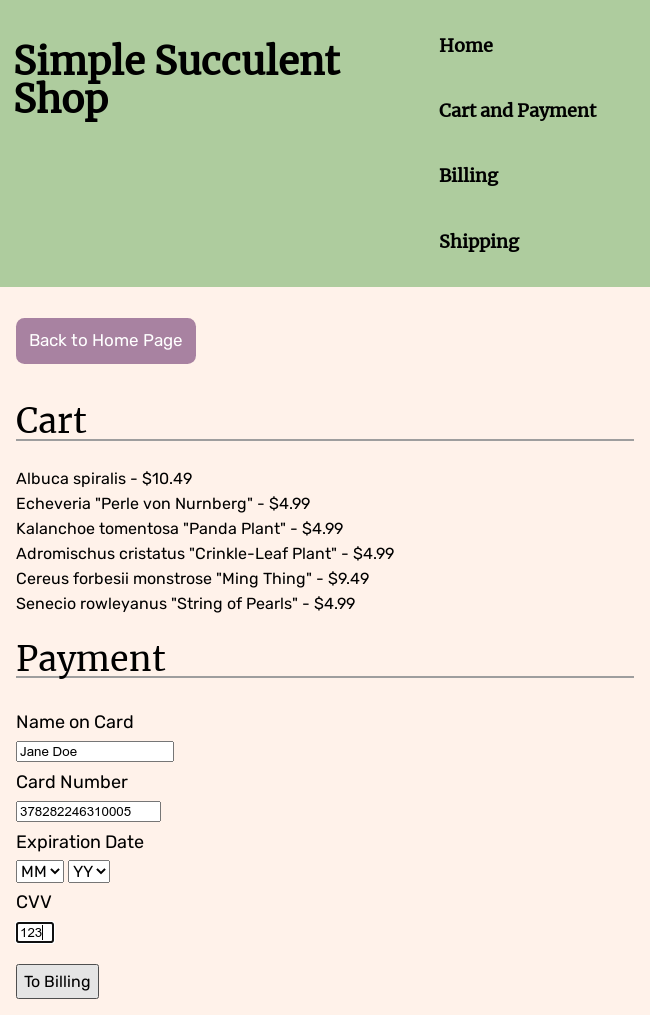 Simple Succulent
Shop
Home
Cart and Payment
Billing
Shipping
Back to Home Page
Cart
Albuca spiralis - $10.49
Echeveria "Perle von Nurnberg" - $4.99
Kalanchoe tomentosa "Panda Plant" - $4.99
Adromischus cristatus "Crinkle-Leaf Plant" - $4.99
Cereus forbesii monstrose "Ming Thing" - $9.49
Senecio rowleyanus "String of Pearls" - $4.99
Payment
Name on Card
Jane Doe
Card Number
378282246310005
Expiration Date
MM YY
CVV
123
To Billing